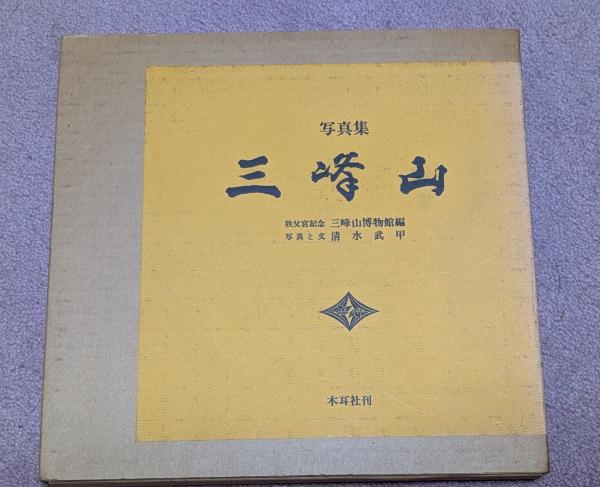 写真集
三峰山
秩父宮記念 三峰山博物館編
写真と文 清水武甲
木耳社刊